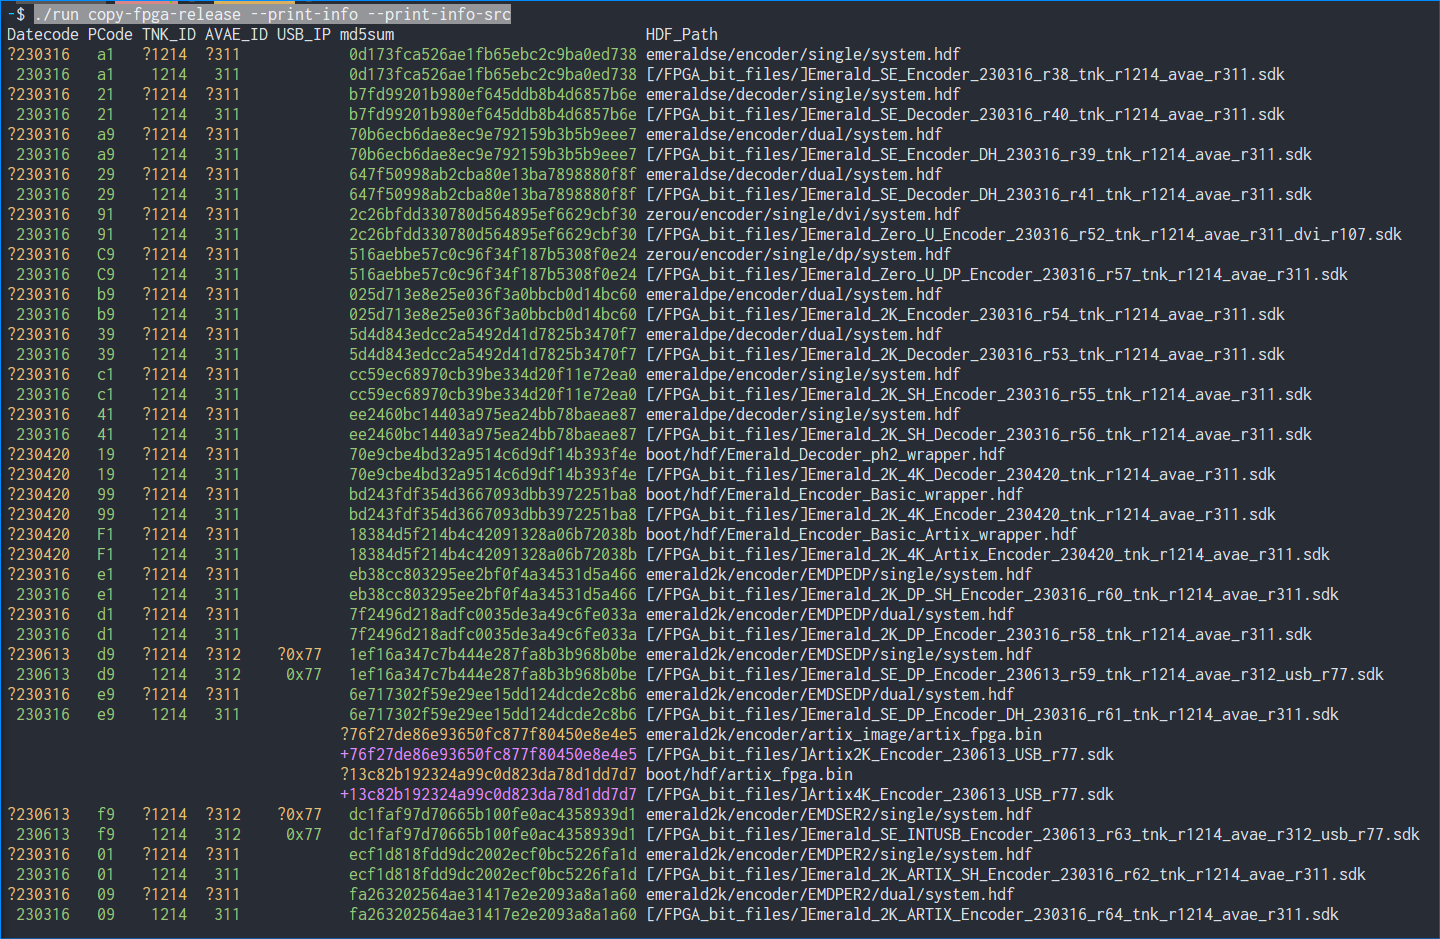 ~$ ./run copy-fpga-release --print-info --print-info-src
Datecode PCode TNK_ID AVAE_ID USB_IP md5sum HDF_Path
?230316 a1 ?1214 ?311 0d173fca526ae1fb65ebc2c9ba0ed738 emeraldse/encoder/single/system.hdf
230316 a1 1214 311 0d173fca526ae1fb65ebc2c9ba0ed738 [/FPGA_bit_files/]Emerald_SE_Encoder_230316_r38_tnk_r1214_avae_r311.sdk
?230316 21 ?1214 ?311 b7fd99201b980ef645ddb8b4d6857b6e emeraldse/decoder/single/system.hdf
230316 21 1214 311 b7fd99201b980ef645ddb8b4d6857b6e [/FPGA_bit_files/]Emerald_SE_Decoder_230316_r40_tnk_r1214_avae_r311.sdk
?230316 a9 ?1214 ?311 70b6ecb6dae8ec9e792159b3b5b9eee7 emeraldse/encoder/dual/system.hdf
230316 a9 1214 311 70b6ecb6dae8ec9e792159b3b5b9eee7 [/FPGA_bit_files/]Emerald_SE_Encoder_DH_230316_r39_tnk_r1214_avae_r311.sdk
?230316 29 ?1214 ?311 647f50998ab2cba80e13ba7898880f8f emeraldse/decoder/dual/system.hdf
230316 29 1214 311 647f50998ab2cba80e13ba7898880f8f [/FPGA_bit_files/]Emerald_SE_Decoder_DH_230316_r41_tnk_r1214_avae_r311.sdk
?230316 91 ?1214 ?311 2c26bfdd330780d564895ef6629cbf30 zerou/encoder/single/dvi/system.hdf
230316 91 1214 311 2c26bfdd330780d564895ef6629cbf30 [/FPGA_bit_files/]Emerald_Zero_U_Encoder_230316_r52_tnk_r1214_avae_r311_dvi_r107.sdk
?230316 C9 ?1214 ?311 516aebbe57c0c96f34f187b5308f0e24 zerou/encoder/single/dp/system.hdf
230316 C9 1214 311 516aebbe57c0c96f34f187b5308f0e24 [/FPGA_bit_files/]Emerald_Zero_U_DP_Encoder_230316_r57_tnk_r1214_avae_r311.sdk
?230316 b9 ?1214 ?311 025d713e8e25e036f3a0bbcb0d14bc60 emeraldpe/encoder/dual/system.hdf
230316 b9 1214 311 025d713e8e25e036f3a0bbcb0d14bc60 [/FPGA_bit_files/]Emerald_2K_Encoder_230316_r54_tnk_r1214_avae_r311.sdk
?230316 39 ?1214 ?311 5d4d843edcc2a5492d41d7825b3470f7 emeraldpe/decoder/dual/system.hdf
230316 39 1214 311 5d4d843edcc2a5492d41d7825b3470f7 [/FPGA_bit_files/]Emerald_2K_Decoder_230316_r53_tnk_r1214_avae_r311.sdk
?230316 c1 ?1214 ?311 cc59ec68970cb39be334d20f11e72ea0 emeraldpe/encoder/single/system.hdf
230316 c1 1214 311 cc59ec68970cb39be334d20f11e72ea0 [/FPGA_bit_files/]Emerald_2K_SH_Encoder_230316_r55_tnk_r1214_avae_r311.sdk
?230316 41 ?1214 ?311 ee2460bc14403a975ea24bb78baeae87 emeraldpe/decoder/single/system.hdf
230316 41 1214 311 ee2460bc14403a975ea24bb78baeae87 [/FPGA_bit_files/]Emerald_2K_SH_Decoder_230316_r56_tnk_r1214_avae_r311.sdk
?230420 19 ?1214 ?311 70e9cbe4bd32a9514c6d9df14b393f4e boot/hdf/Emerald_Decoder_ph2_wrapper.hdf
?230420 19 1214 311 70e9cbe4bd32a9514c6d9df14b393f4e [/FPGA_bit_files/]Emerald_2K_4K_Decoder_230420_tnk_r1214_avae_r311.sdk
?230420 99 ?1214 ?311 bd243fdf354d3667093dbb3972251ba8 boot/hdf/Emerald_Encoder_Basic_wrapper.hdf
?230420 99 1214 311 bd243fdf354d3667093dbb3972251ba8 [/FPGA_bit_files/]Emerald_2K_4K_Encoder_230420_tnk_r1214_avae_r311.sdk
?230420 F1 ?1214 ?311 18384d5f214b4c42091328a06b72038b boot/hdf/Emerald_Encoder_Basic_Artix_wrapper.hdf
?230420 F1 1214 311 18384d5f214b4c42091328a06b72038b [/FPGA_bit_files/]Emerald_2K_4K_Artix_Encoder_230420_tnk_r1214_avae_r311.sdk
?230316 e1 ?1214 ?311 eb38cc803295ee2bf0f4a34531d5a466 emerald2k/encoder/EMDPEDP/single/system.hdf
230316 e1 1214 311 eb38cc803295ee2bf0f4a34531d5a466 [/FPGA_bit_files/]Emerald_2K_DP_SH_Encoder_230316_r60_tnk_r1214_avae_r311.sdk
?230316 d1 ?1214 ?311 7f2496d218adfc0035de3a49c6fe033a emerald2k/encoder/EMDPEDP/dual/system.hdf
230316 d1 1214 311 7f2496d218adfc0035de3a49c6fe033a [/FPGA_bit_files/]Emerald_2K_DP_Encoder_230316_r58_tnk_r1214_avae_r311.sdk
?230613 d9 ?1214 ?312 ?0x77 1ef16a347c7b444e287fa8b3b968b0be emerald2k/encoder/EMDSEDP/single/system.hdf
230613 d9 1214 312 0x77 1ef16a347c7b444e287fa8b3b968b0be [/FPGA_bit_files/]Emerald_SE_DP_Encoder_230613_r59_tnk_r1214_avae_r312_usb_r77.sdk
?230316 e9 ?1214 ?311 6e717302f59e29ee15dd124dcde2c8b6 emerald2k/encoder/EMDSEDP/dual/system.hdf
230316 e9 1214 311 6e717302f59e29ee15dd124dcde2c8b6 [/FPGA_bit_files/]Emerald_SE_DP_Encoder_DH_230316_r61_tnk_r1214_avae_r311.sdk
?76f27de86e93650fc877f80450e8e4e5 emerald2k/encoder/artix_image/artix_fpga.bin
+76f27de86e93650fc877f80450e8e4e5 [/FPGA_bit_files/]Artix2K_Encoder_230613_USB_r77.sdk
?13c82b192324a99c0d823da78d1dd7d7 boot/hdf/artix_fpga.bin
+13c82b192324a99c0d823da78d1dd7d7 [/FPGA_bit_files/]Artix4K_Encoder_230613_USB_r77.sdk
?230613 f9 ?1214 ?312 ?0x77 dc1faf97d70665b100fe0ac4358939d1 emerald2k/encoder/EMDSER2/single/system.hdf
230613 f9 1214 312 0x77 dc1faf97d70665b100fe0ac4358939d1 [/FPGA_bit_files/]Emerald_SE_INTUSB_Encoder_230613_r63_tnk_r1214_avae_r312_usb_r77.sdk
?230316 01 ?1214 ?311 ecf1d818fdd9dc2002ecf0bc5226fa1d emerald2k/encoder/EMDPER2/single/system.hdf
230316 01 1214 311 ecf1d818fdd9dc2002ecf0bc5226fa1d [/FPGA_bit_files/]Emerald_2K_ARTIX_SH_Encoder_230316_r62_tnk_r1214_avae_r311.sdk
?230316 09 ?1214 ?311 fa263202564ae31417e2e2093a8a1a60 emerald2k/encoder/EMDPER2/dual/system.hdf
230316 09 1214 311 fa263202564ae31417e2e2093a8a1a60 [/FPGA_bit_files/]Emerald_2K_ARTIX_Encoder_230316_r64_tnk_r1214_avae_r311.sdk